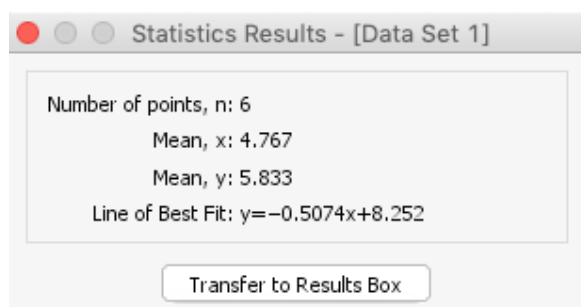 Statistics Results - [Data Set 1]
Number of points, n: 6
Mean, x: 4.767
Mean, y: 5.833
Line of Best Fit: y=−0.5074x+8.252
Transfer to Results Box